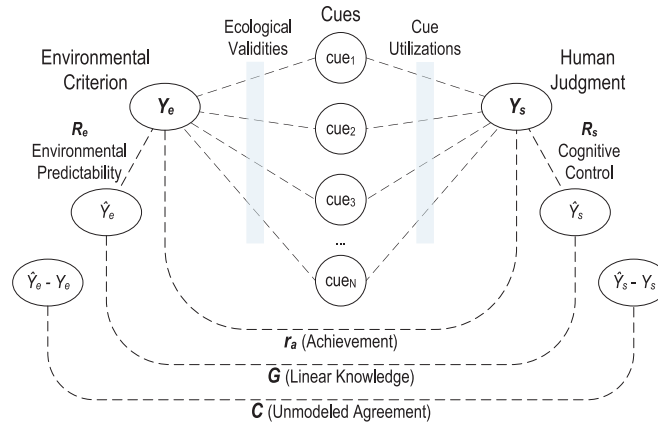 Cues
Ecological
Validities
Cue
Utilizations
Environmental
Criterion
Human
Judgment
cue₁
Yₑ
Yₛ
cue₂
Rₑ
Environmental
Predictability
Rₛ
Cognitive
Control
cue₃
Ŷₑ
Ŷₛ
...
cue_N
Ŷₑ - Yₑ
Ŷₛ - Yₛ
rₐ (Achievement)
G (Linear Knowledge)
C (Unmodeled Agreement)